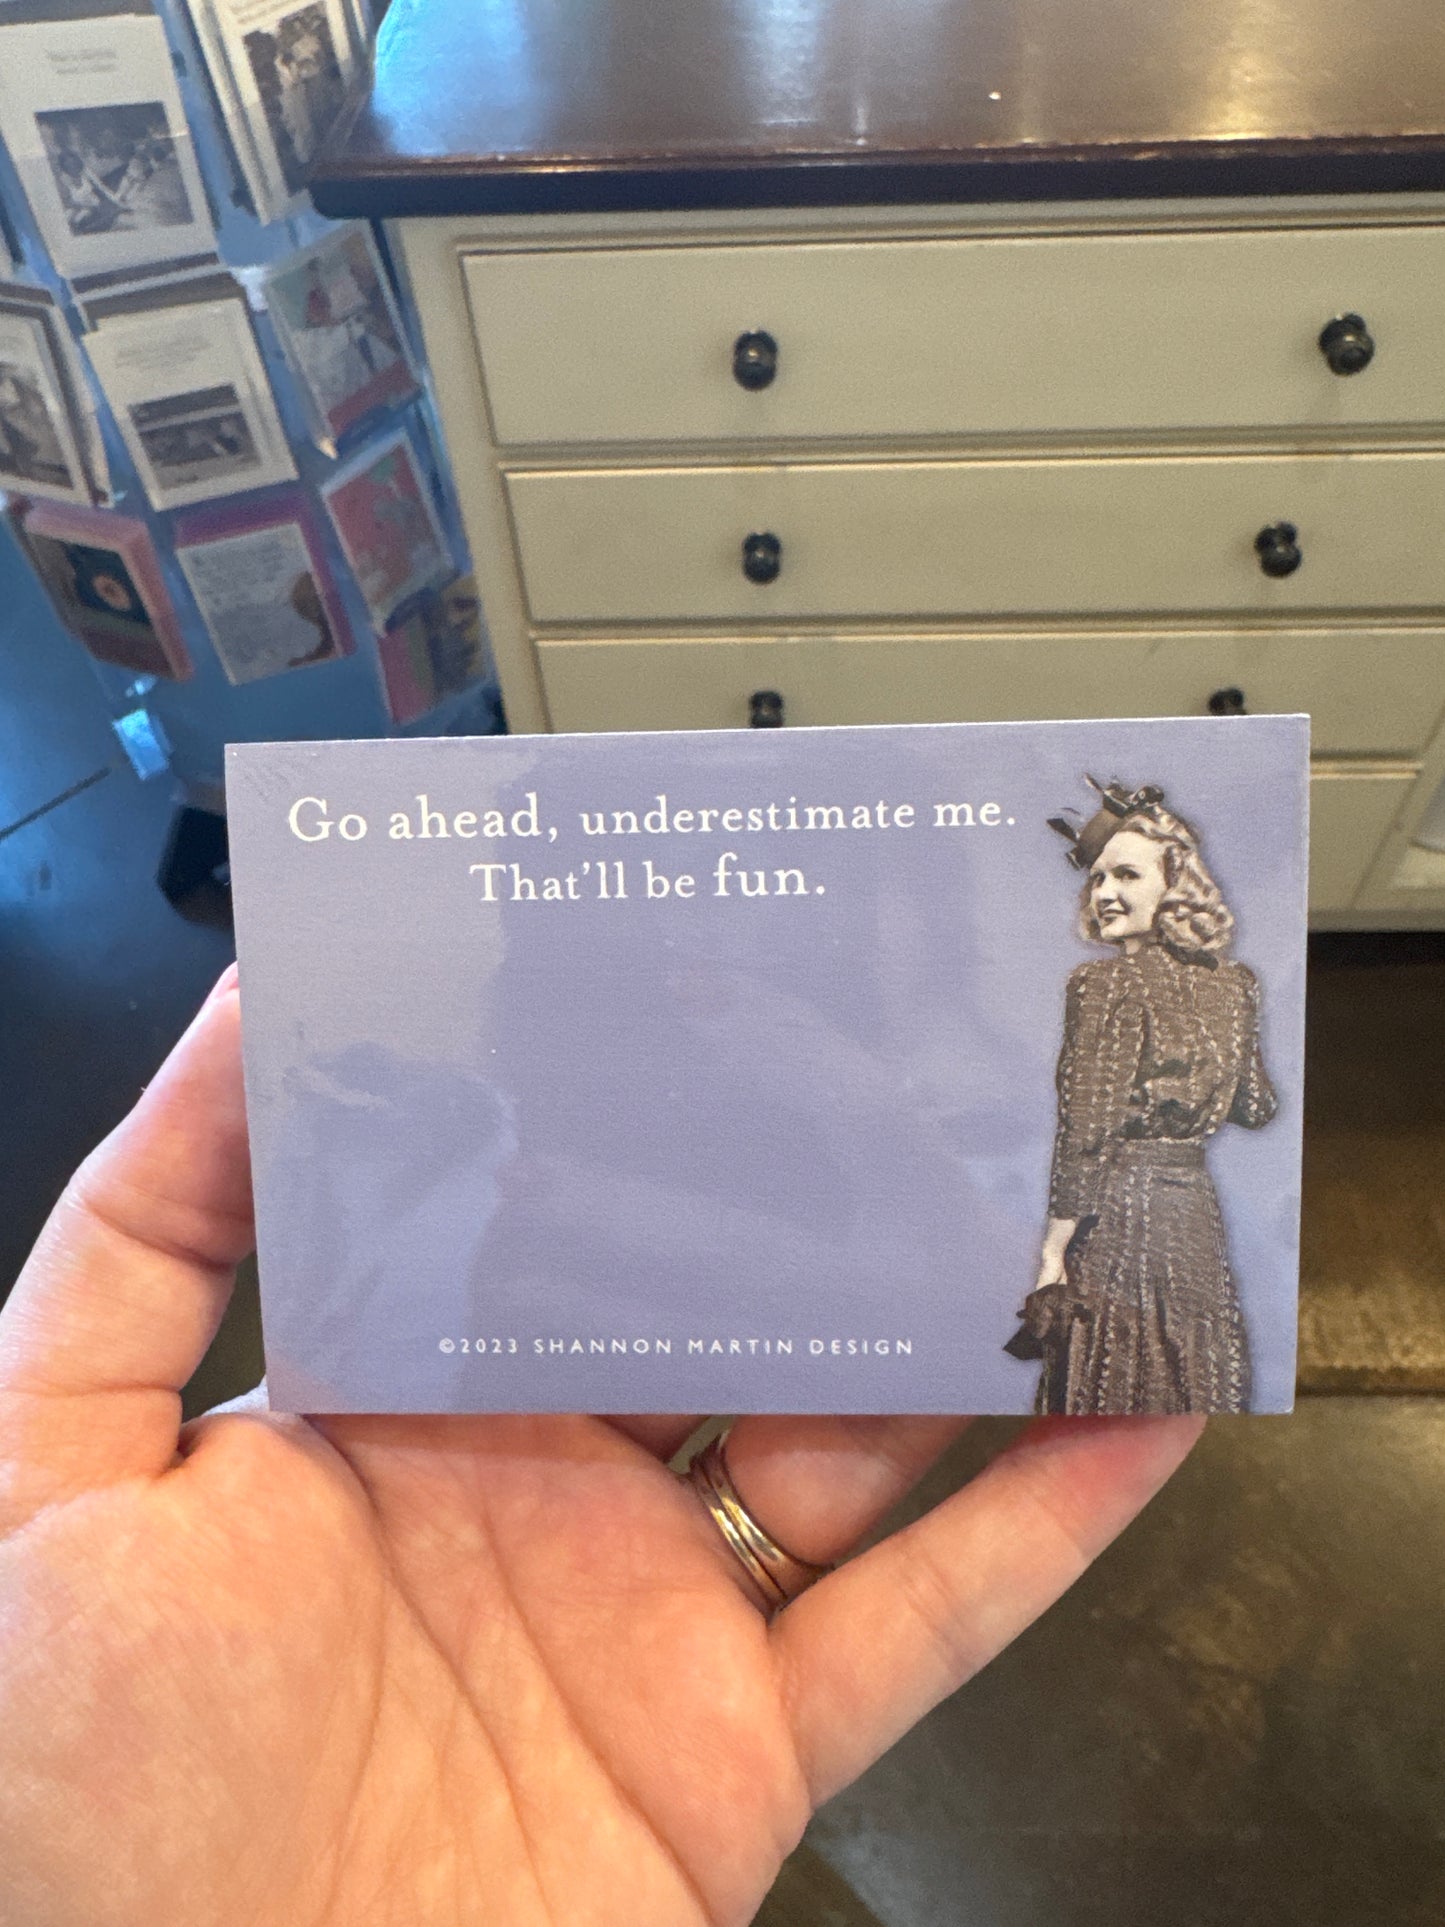 Go ahead, underestimate me.
That'll be fun.
©2023 SHANNON MARTIN DESIGN